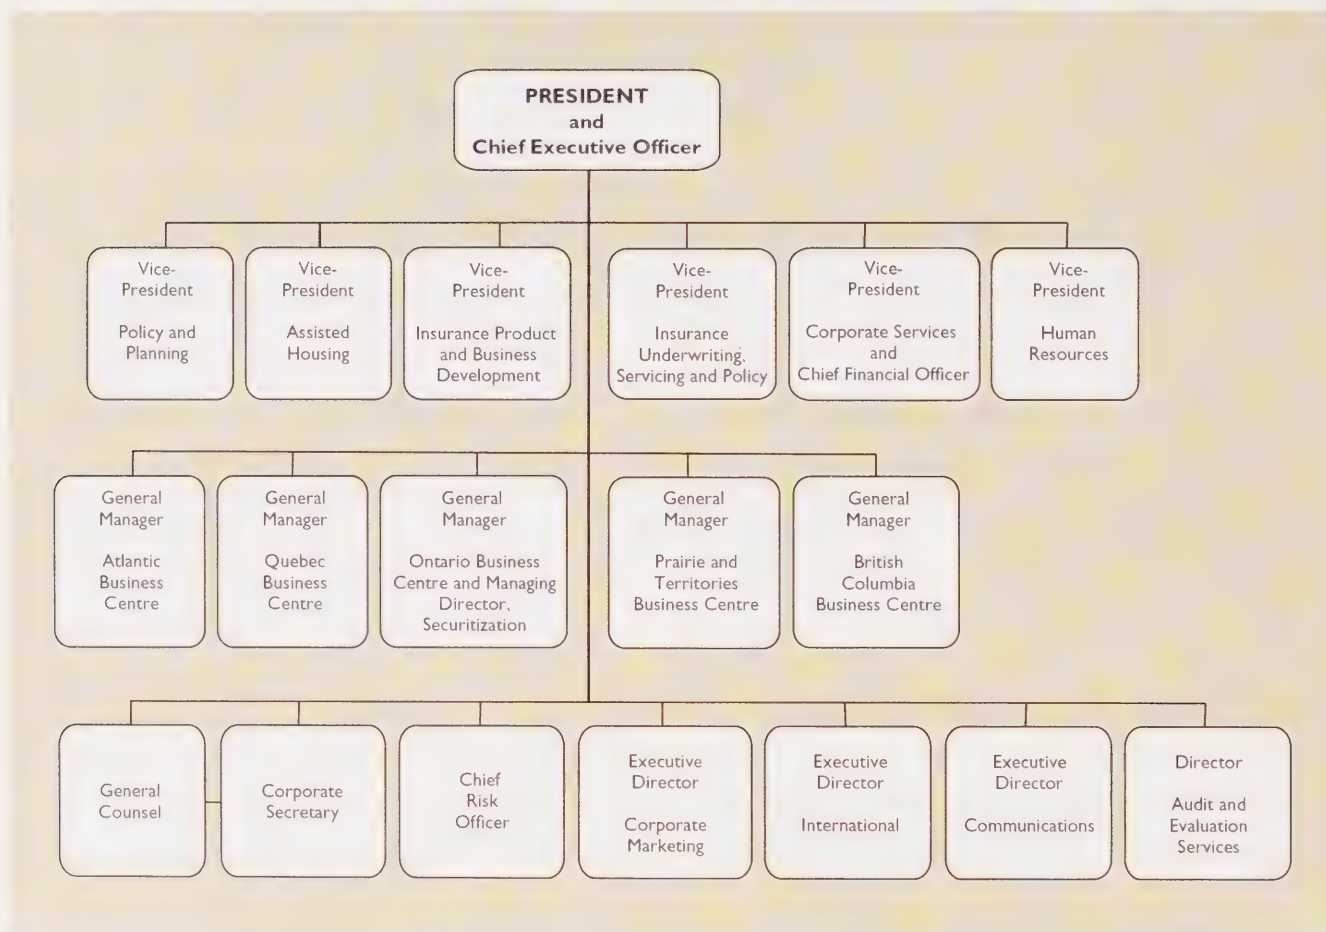 PRESIDENT
and
Chief Executive Officer
Vice-
President
Policy and
Planning
Vice-
President
Assisted
Housing
Vice-
President
Insurance Product
and Business
Development
Vice-
President
Insurance
Underwriting,
Servicing and Policy
Vice-
President
Corporate Services
and
Chief Financial Officer
Vice-
President
Human
Resources
General
Manager
Atlantic
Business
Centre
General
Manager
Quebec
Business
Centre
General
Manager
Ontario Business
Centre and Managing
Director,
Securitization
General
Manager
Prairie and
Territories
Business Centre
General
Manager
British
Columbia
Business Centre
General
Counsel
Corporate
Secretary
Chief
Risk
Officer
Executive
Director
Corporate
Marketing
Executive
Director
International
Executive
Director
Communications
Director
Audit and
Evaluation
Services